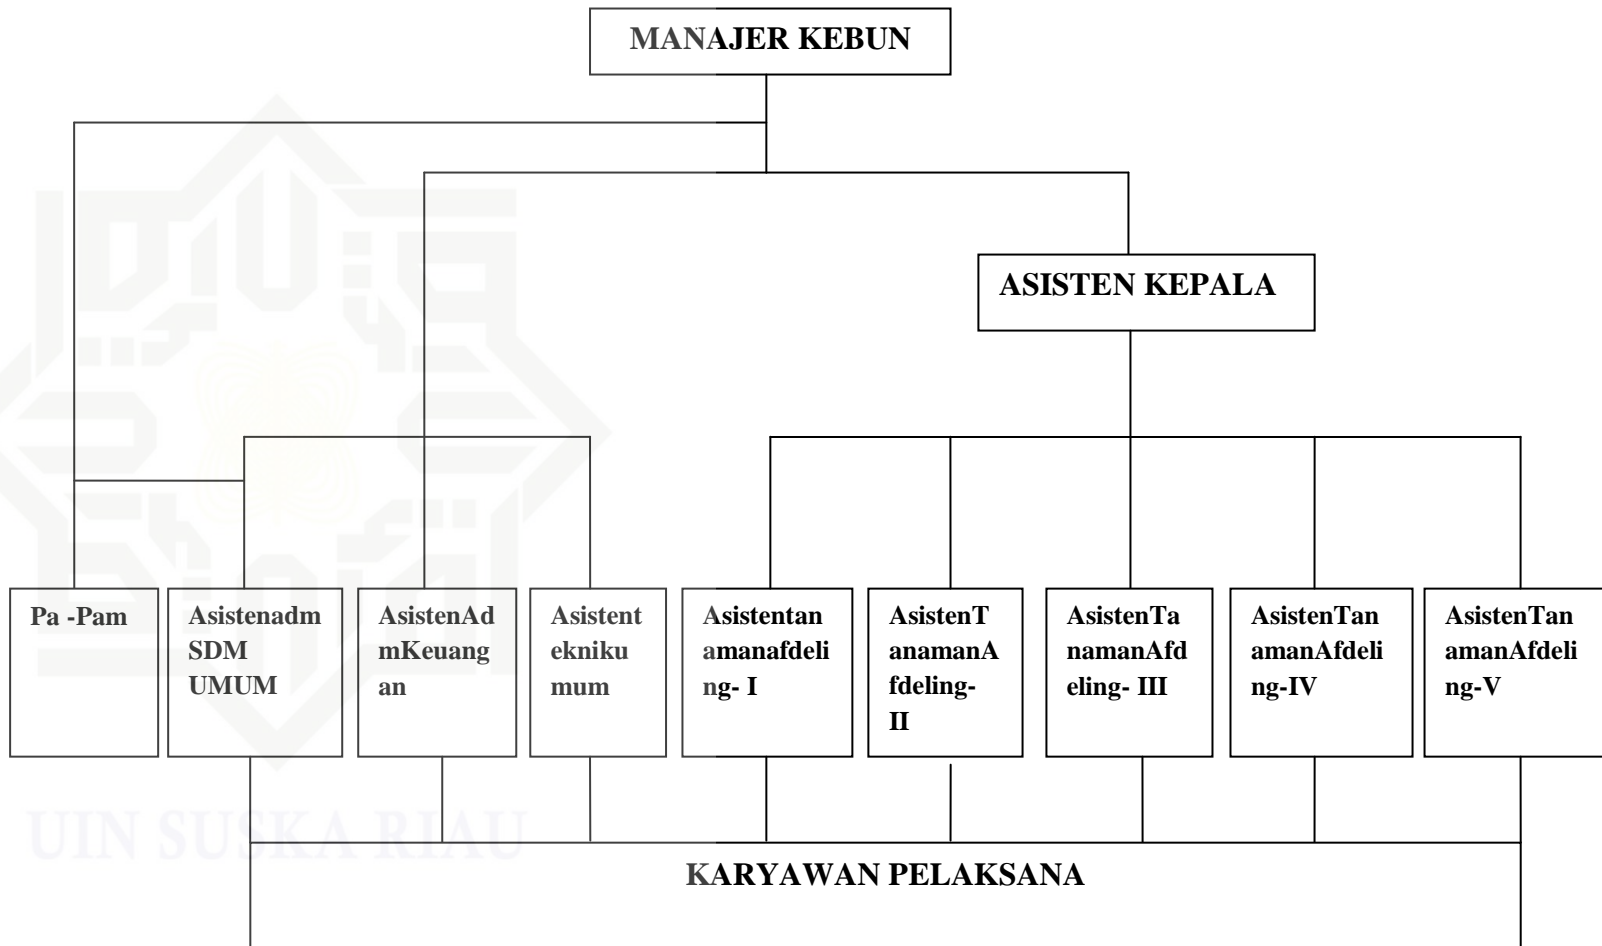 MANAJER KEBUN
ASISTEN KEPALA
Pa -Pam
Asistenadm
SDM
UMUM
AsistenAd
mKeuang
an
Asistent
ekniku
mum
Asistentan
amanafdeli
ng- I
AsistenT
anamanA
fdeling-
II
AsistenTa
namanAfd
eling- III
AsistenTan
amanAfdeli
ng-IV
AsistenTan
amanAfdeli
ng-V
UIN SUSKA RIAU
KARYAWAN PELAKSANA